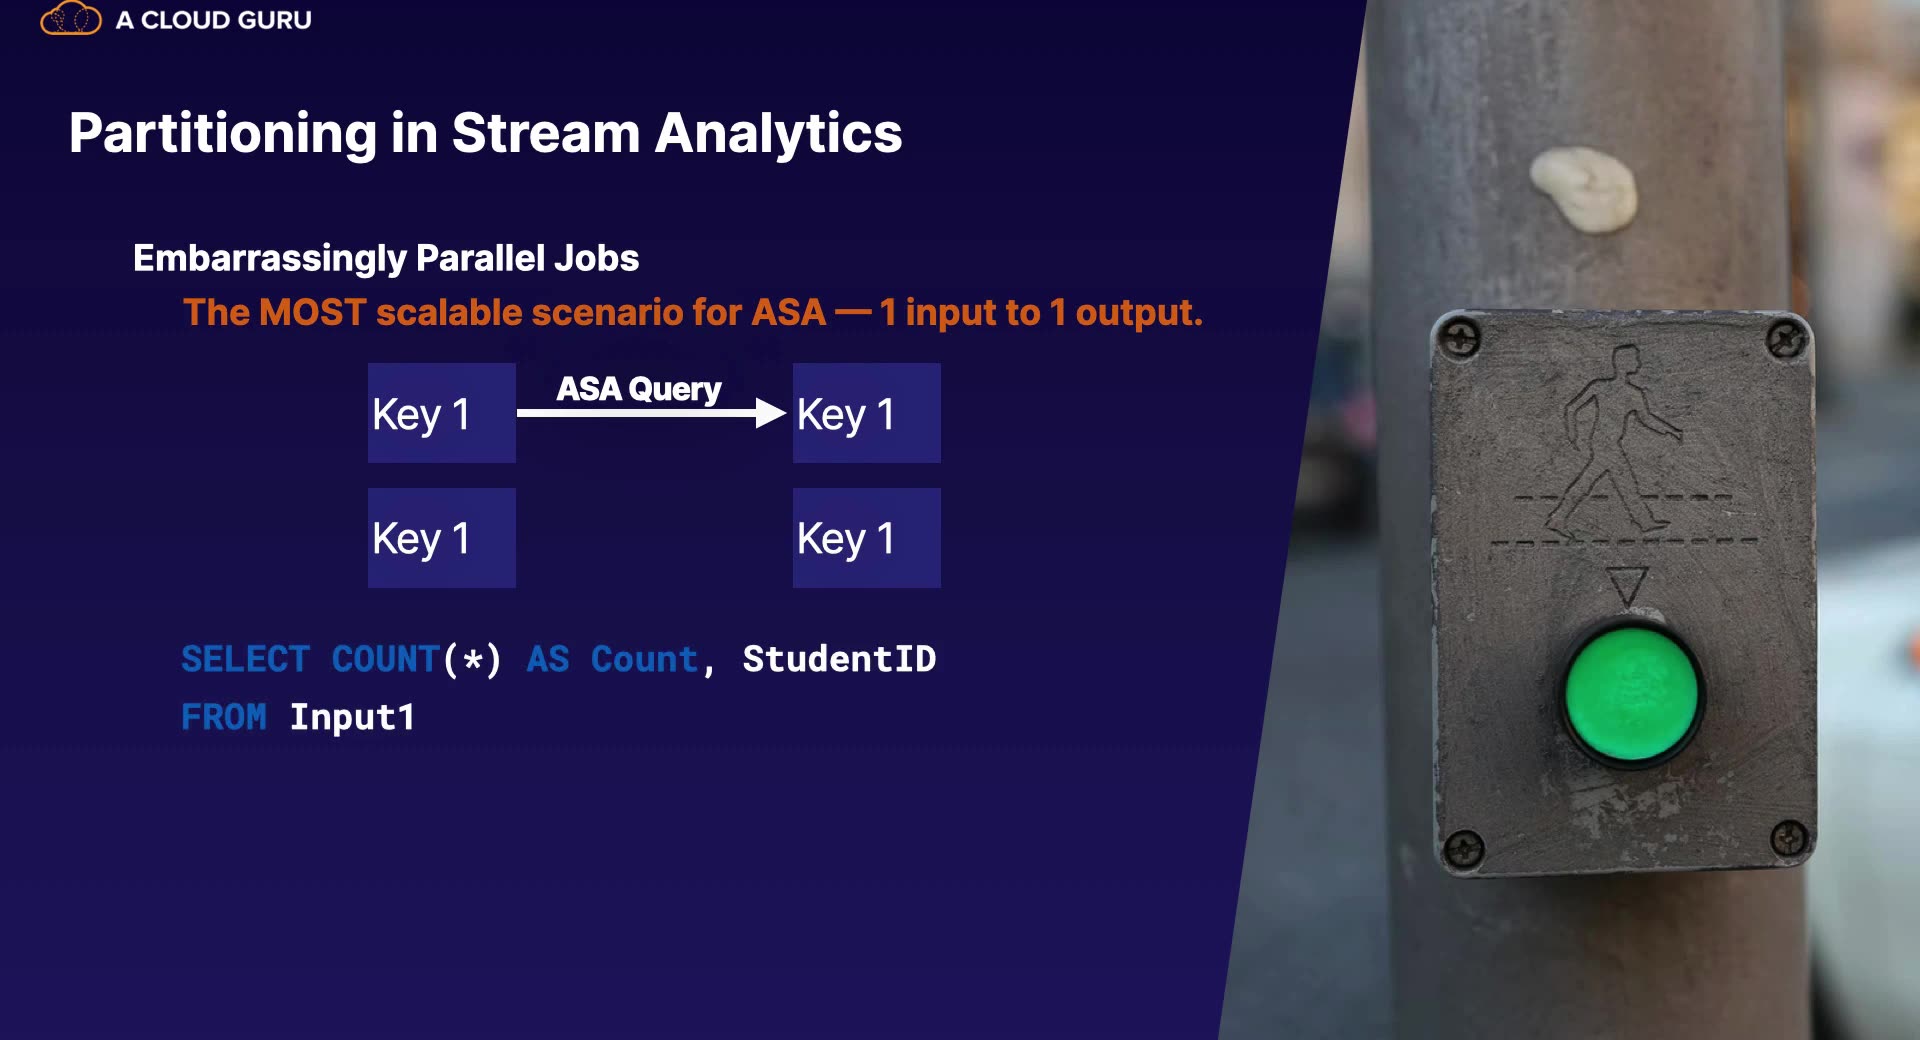 A CLOUD GURU
Partitioning in Stream Analytics
Embarrassingly Parallel Jobs
The MOST scalable scenario for ASA — 1 input to 1 output.
Key 1
ASA Query
Key 1
Key 1
Key 1
SELECT COUNT(*) AS Count, StudentID
FROM Input1